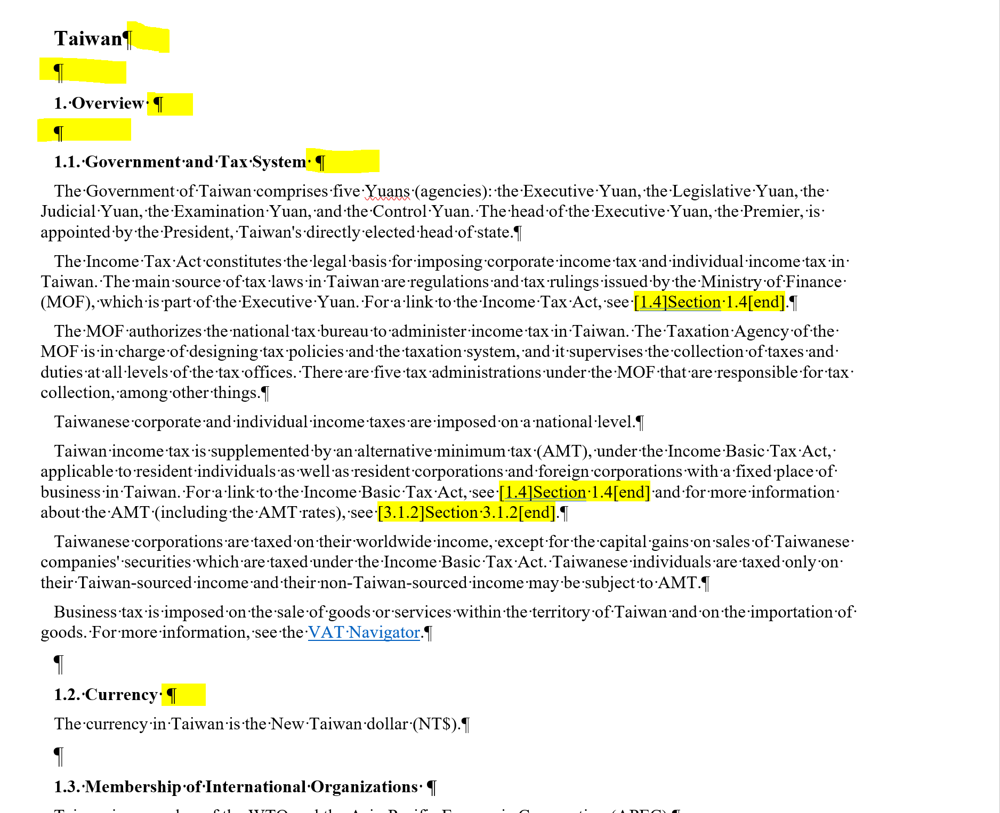 Taiwan¶
¶
1.·Overview·¶
¶
1.1.·Government·and·Tax·System·¶
The·Government·of·Taiwan·comprises·five·Yuans·(agencies):·the·Executive·Yuan,·the·Legislative·Yuan,·the·
Judicial·Yuan,·the·Examination·Yuan,·and·the·Control·Yuan.·The·head·of·the·Executive·Yuan,·the·Premier,·is·
appointed·by·the·President,·Taiwan's·directly·elected·head·of·state.¶
The·Income·Tax·Act·constitutes·the·legal·basis·for·imposing·corporate·income·tax·and·individual·income·tax·in·
Taiwan.·The·main·source·of·tax·laws·in·Taiwan·are·regulations·and·tax·rulings·issued·by·the·Ministry·of·Finance·
(MOF),·which·is·part·of·the·Executive·Yuan.·For·a·link·to·the·Income·Tax·Act,·see·[1.4]Section·1.4[end].¶
The·MOF·authorizes·the·national·tax·bureau·to·administer·income·tax·in·Taiwan.·The·Taxation·Agency·of·the·
MOF·is·in·charge·of·designing·tax·policies·and·the·taxation·system,·and·it·supervises·the·collection·of·taxes·and·
duties·at·all·levels·of·the·tax·offices.·There·are·five·tax·administrations·under·the·MOF·that·are·responsible·for·tax·
collection,·among·other·things.¶
Taiwanese·corporate·and·individual·income·taxes·are·imposed·on·a·national·level.¶
Taiwan·income·tax·is·supplemented·by·an·alternative·minimum·tax·(AMT),·under·the·Income·Basic·Tax·Act,·
applicable·to·resident·individuals·as·well·as·resident·corporations·and·foreign·corporations·with·a·fixed·place·of·
business·in·Taiwan.·For·a·link·to·the·Income·Basic·Tax·Act,·see·[1.4]Section·1.4[end]·and·for·more·information·
about·the·AMT·(including·the·AMT·rates),·see·[3.1.2]Section·3.1.2[end].¶
Taiwanese·corporations·are·taxed·on·their·worldwide·income,·except·for·the·capital·gains·on·sales·of·Taiwanese·
companies'·securities·which·are·taxed·under·the·Income·Basic·Tax·Act.·Taiwanese·individuals·are·taxed·only·on·
their·Taiwan-sourced·income·and·their·non-Taiwan-sourced·income·may·be·subject·to·AMT.¶
Business·tax·is·imposed·on·the·sale·of·goods·or·services·within·the·territory·of·Taiwan·and·on·the·importation·of·
goods.·For·more·information,·see·the·VAT·Navigator.¶
¶
1.2.·Currency·¶
The·currency·in·Taiwan·is·the·New·Taiwan·dollar·(NT$).¶
¶
1.3.·Membership·of·International·Organizations·¶